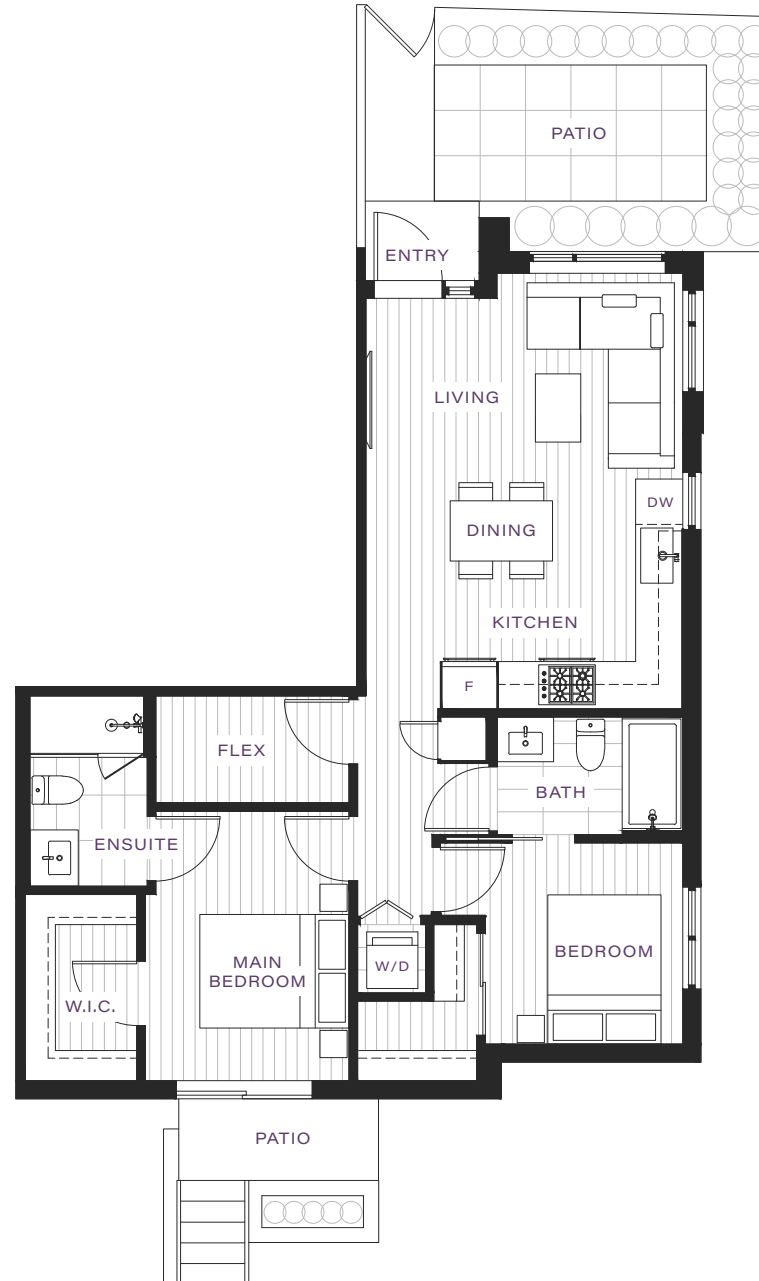 PATIO
ENTRY
LIVING
DW
DINING
KITCHEN
F
FLEX
BATH
ENSUITE
BEDROOM
MAIN
BEDROOM
W/D
W.I.C.
PATIO